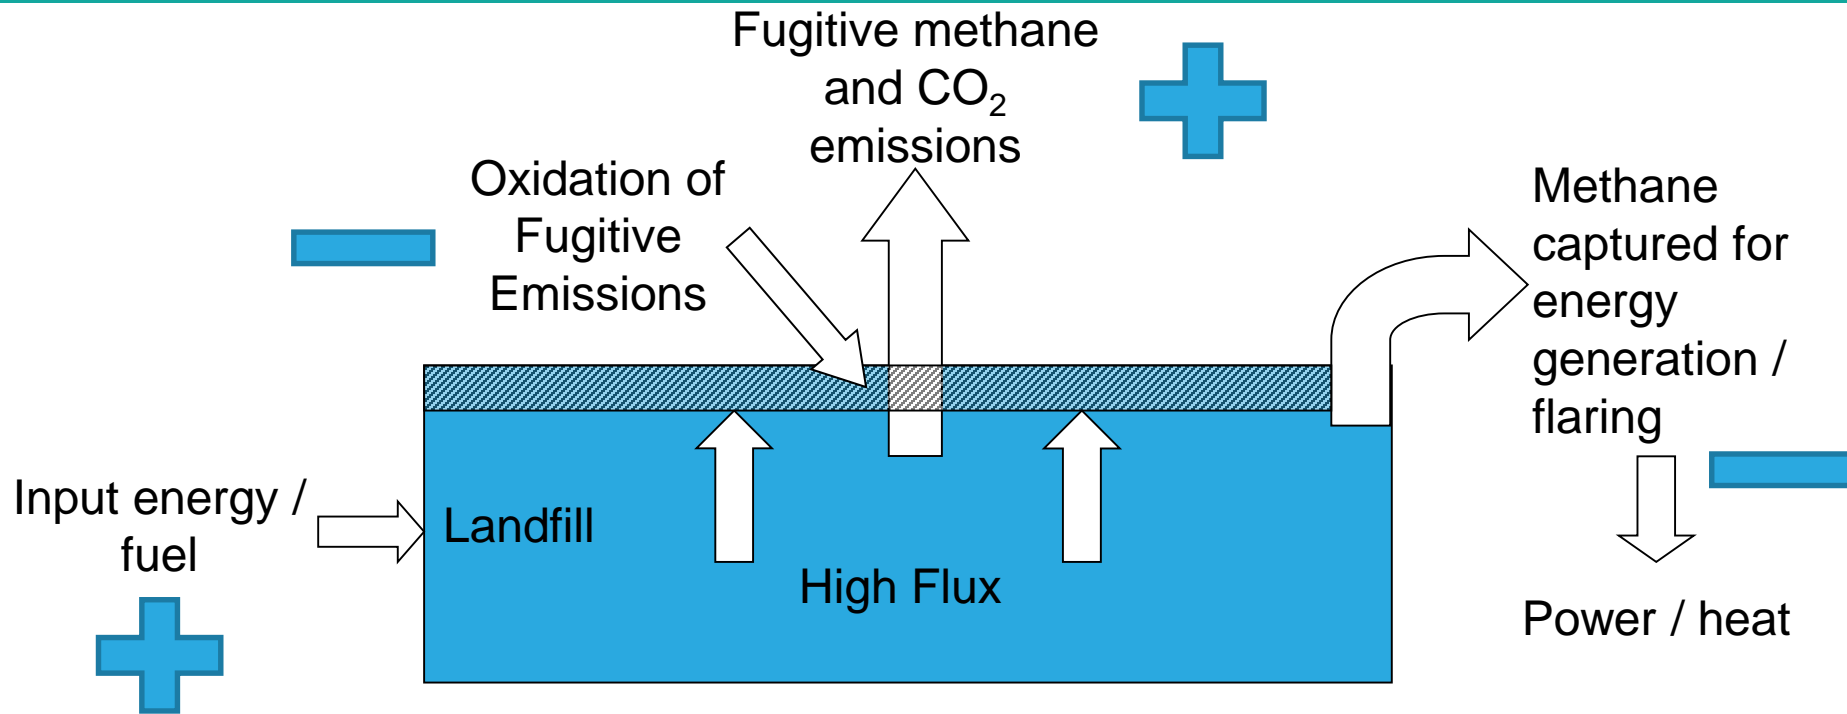 Fugitive methane
and CO₂
emissions
Oxidation of
Fugitive
Emissions
Methane
captured for
energy
generation /
flaring
Input energy /
fuel
Landfill
High Flux
Power / heat